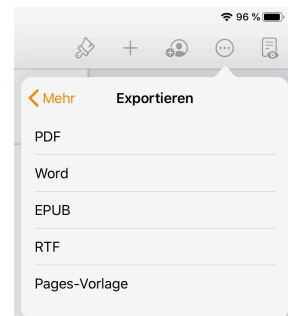 96 %
Mehr Exportieren
PDF
Word
EPUB
RTF
Pages-Vorlage